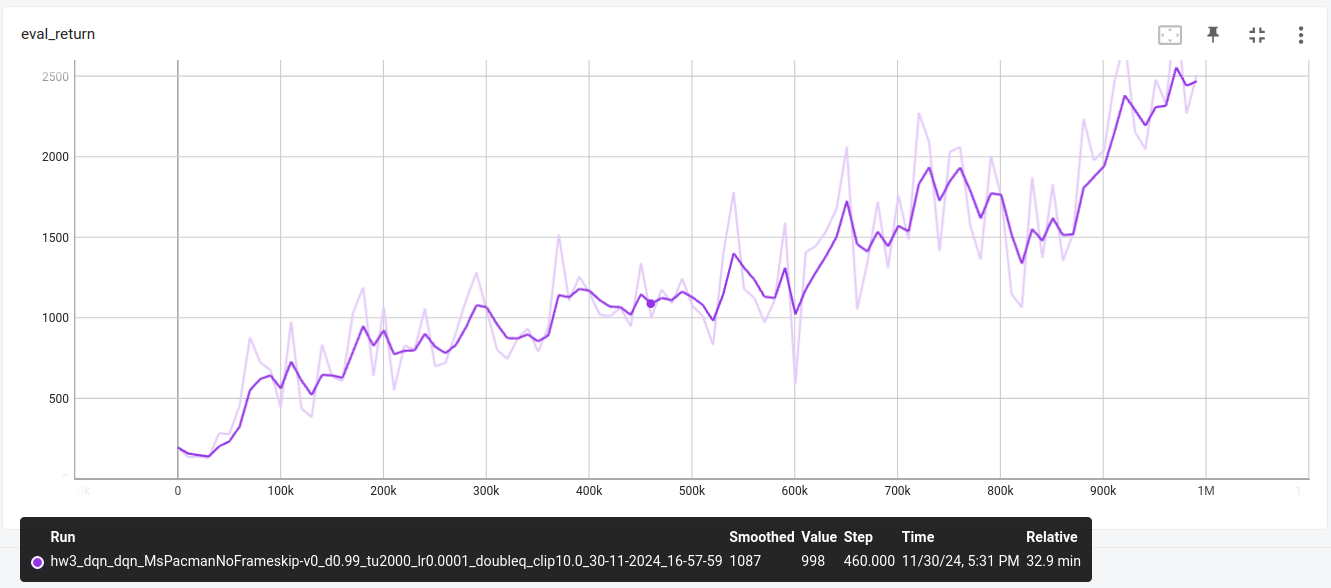 eval_return
2500
2000
1500
1000
500
0k 0 100k 200k 300k 400k 500k 600k 700k 800k 900k 1M 1.
Run Smoothed Value Step Time Relative
hw3_dqn_dqn_MsPacmanNoFrameskip-v0_d0.99_tu2000_lr0.0001_doubleq_clip10.0_30-11-2024_16-57-59 1087 998 460.000 11/30/24, 5:31 PM 32.9 min